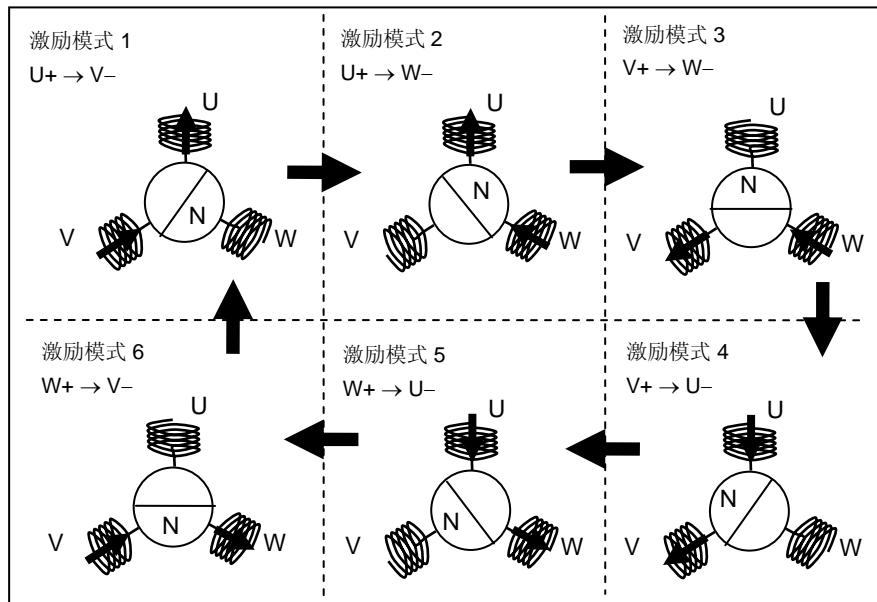 激励模式 1
U+ → V–
U
N
V
W
激励模式 2
U+ → W–
U
N
V
W
激励模式 3
V+ → W–
U
N
V
W
激励模式 6
W+ → V–
U
N
V
W
激励模式 5
W+ → U–
U
N
V
W
激励模式 4
V+ → U–
U
N
V
W